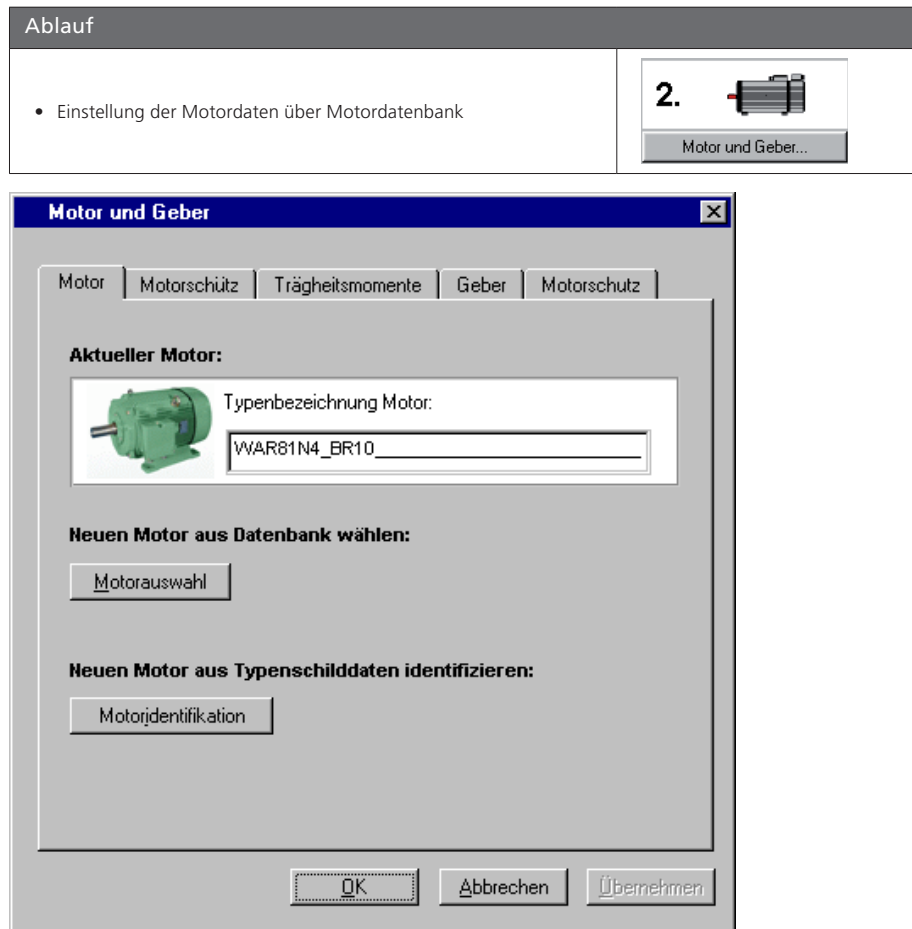 Ablauf
• Einstellung der Motordaten über Motordatenbank
2.
Motor und Geber...
Motor und Geber
Motor
Motorschütz
Trägheitsmomente
Geber
Motorschutz
Aktueller Motor:
Typenbezeichnung Motor:
WAR81N4_BR10_____________________________
Neuen Motor aus Datenbank wählen:
Motorauswahl
Neuen Motor aus Typenschilddaten identifizieren:
Motoridentifikation
OK
Abbrechen
Übernehmen